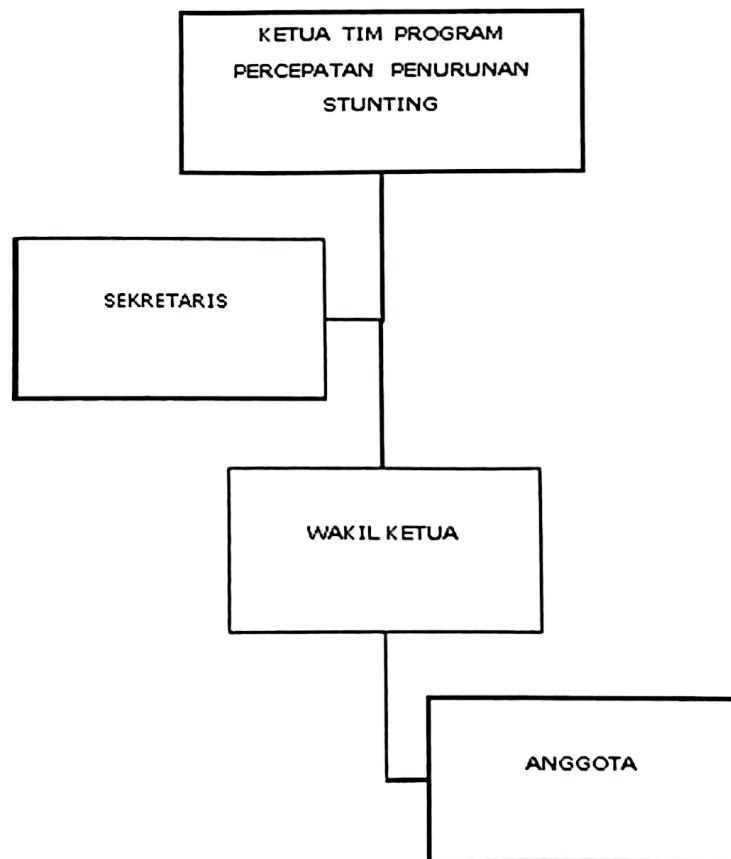 KETUA TIM PROGRAM
PERCEPATAN PENURUNAN
STUNTING
SEKRETARIS
WAKIL KETUA
ANGGOTA